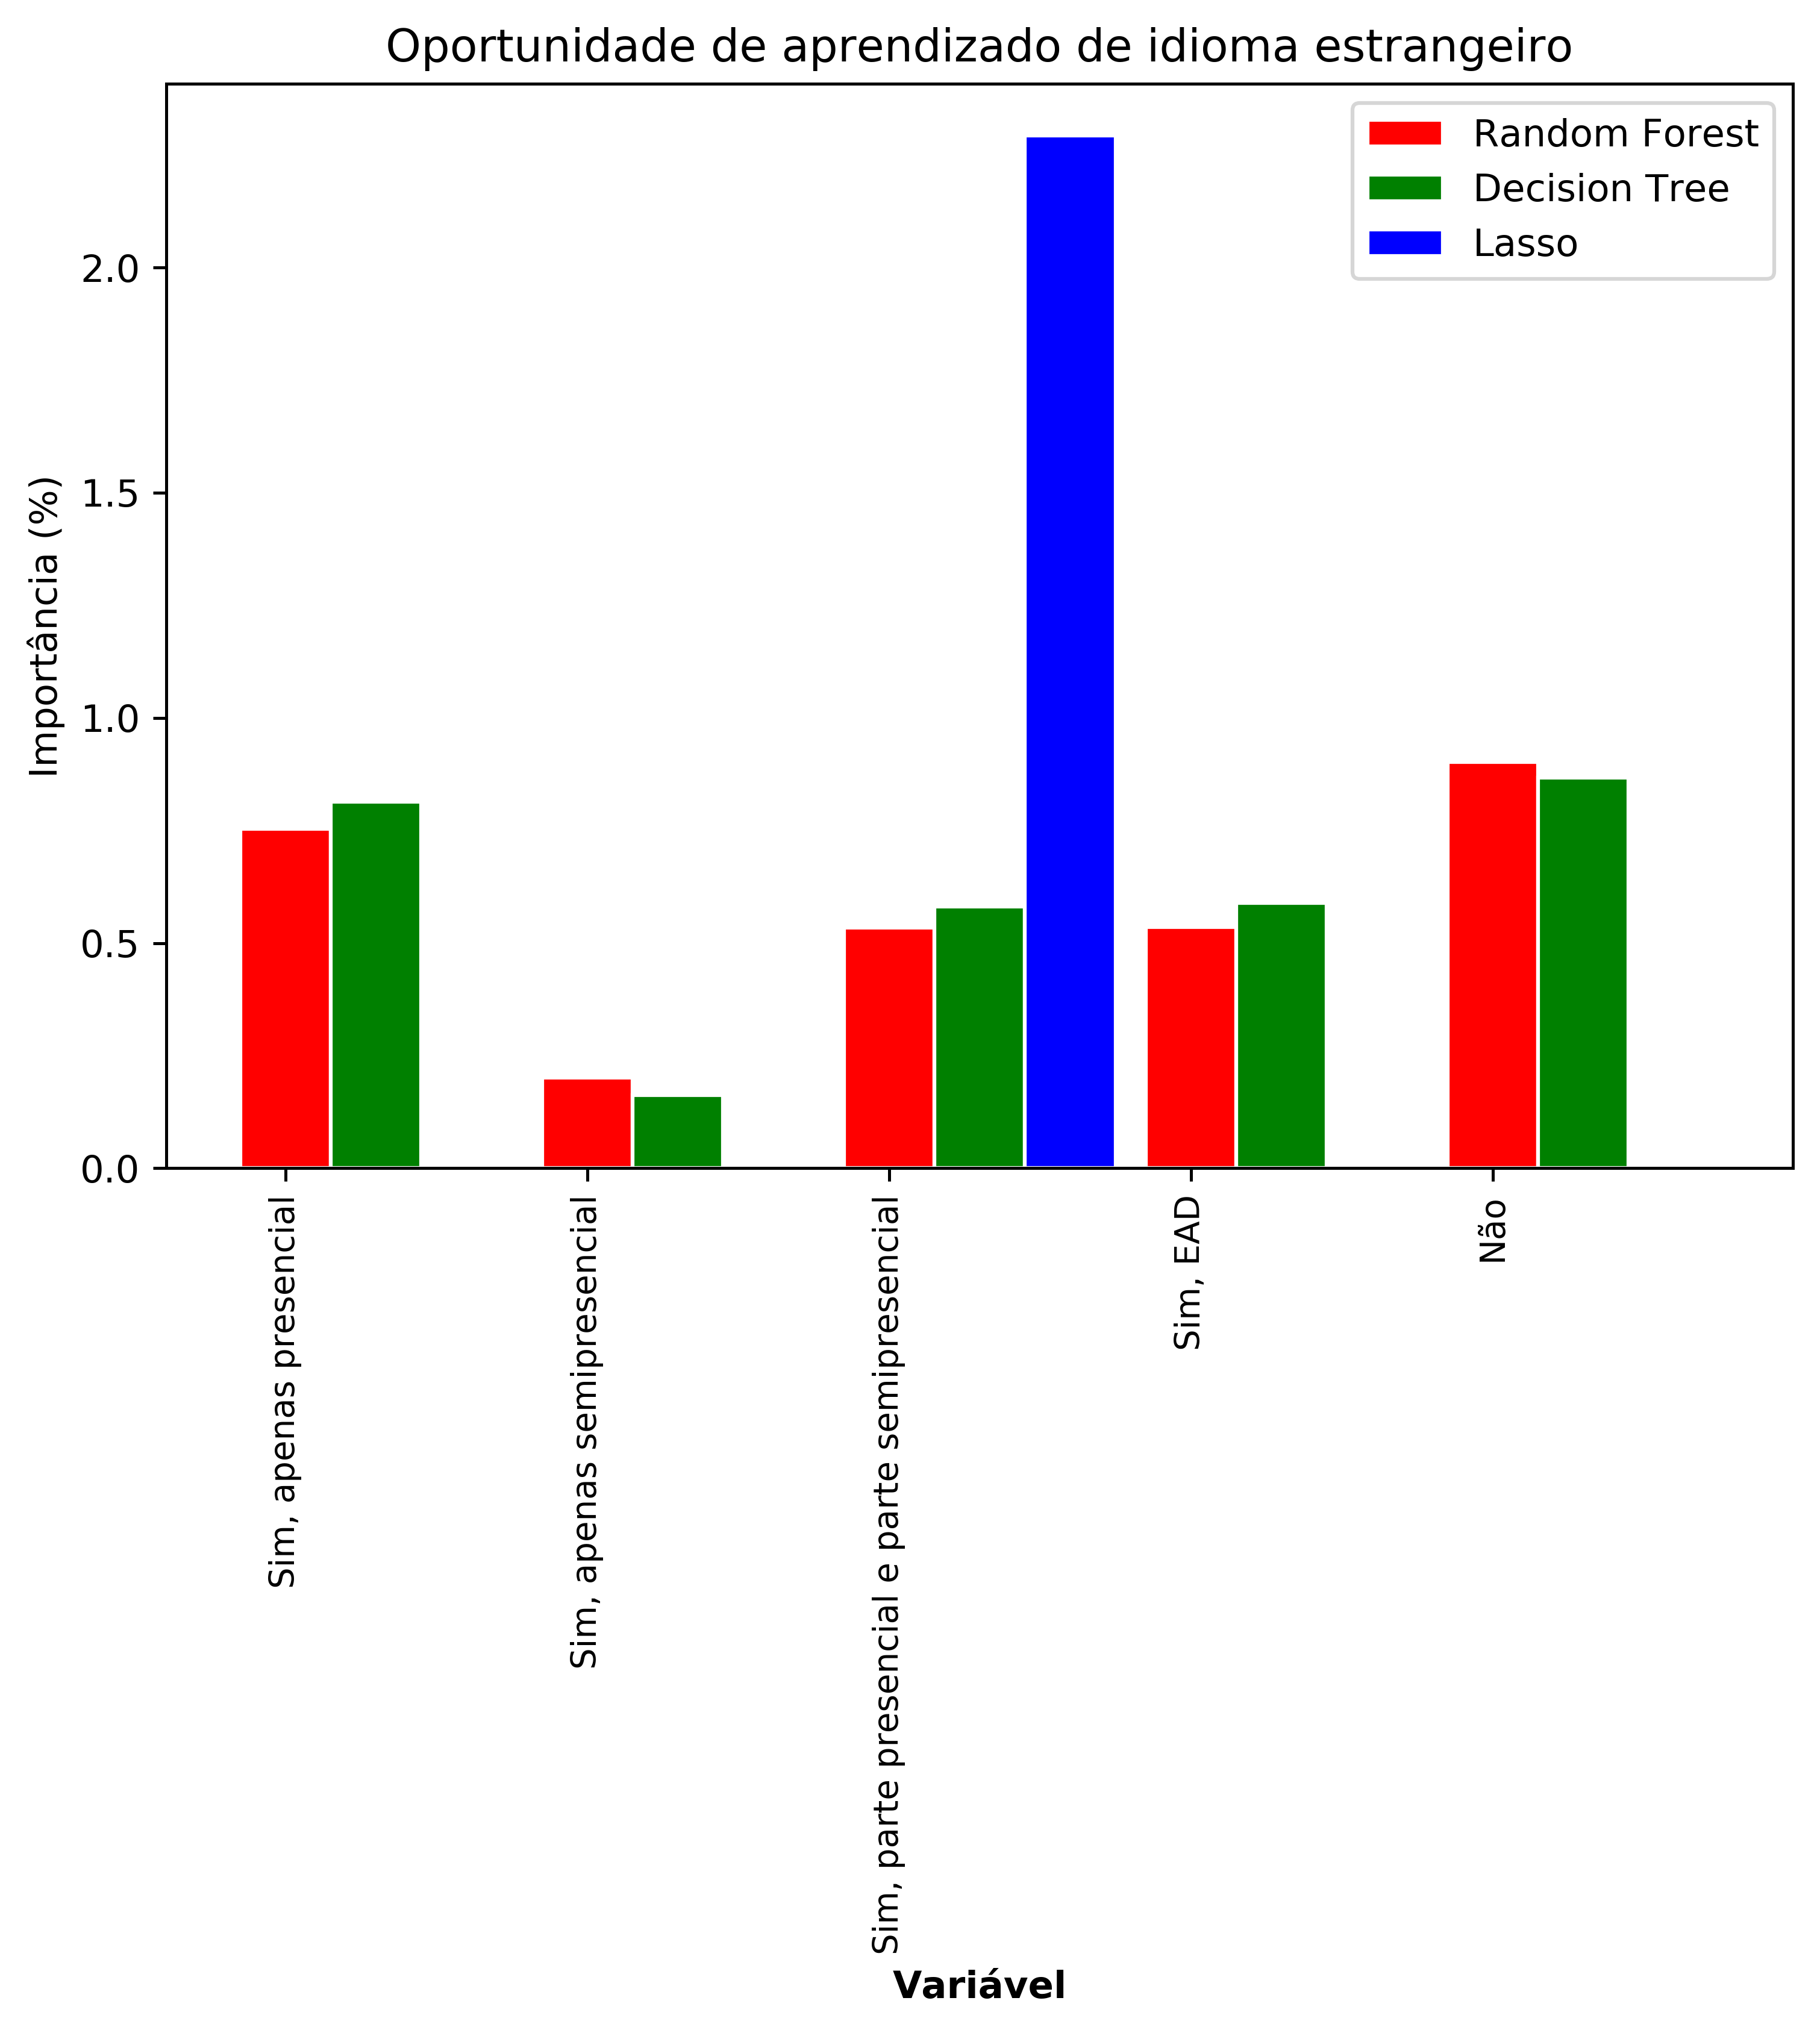 Oportunidade de aprendizado de idioma estrangeiro
Random Forest
Decision Tree
Lasso
Importância (%)
2.0
1.5
1.0
0.5
0.0
Sim, apenas presencial
Sim, apenas semipresencial
Sim, parte presencial e parte semipresencial
Sim, EAD
Não
Variável